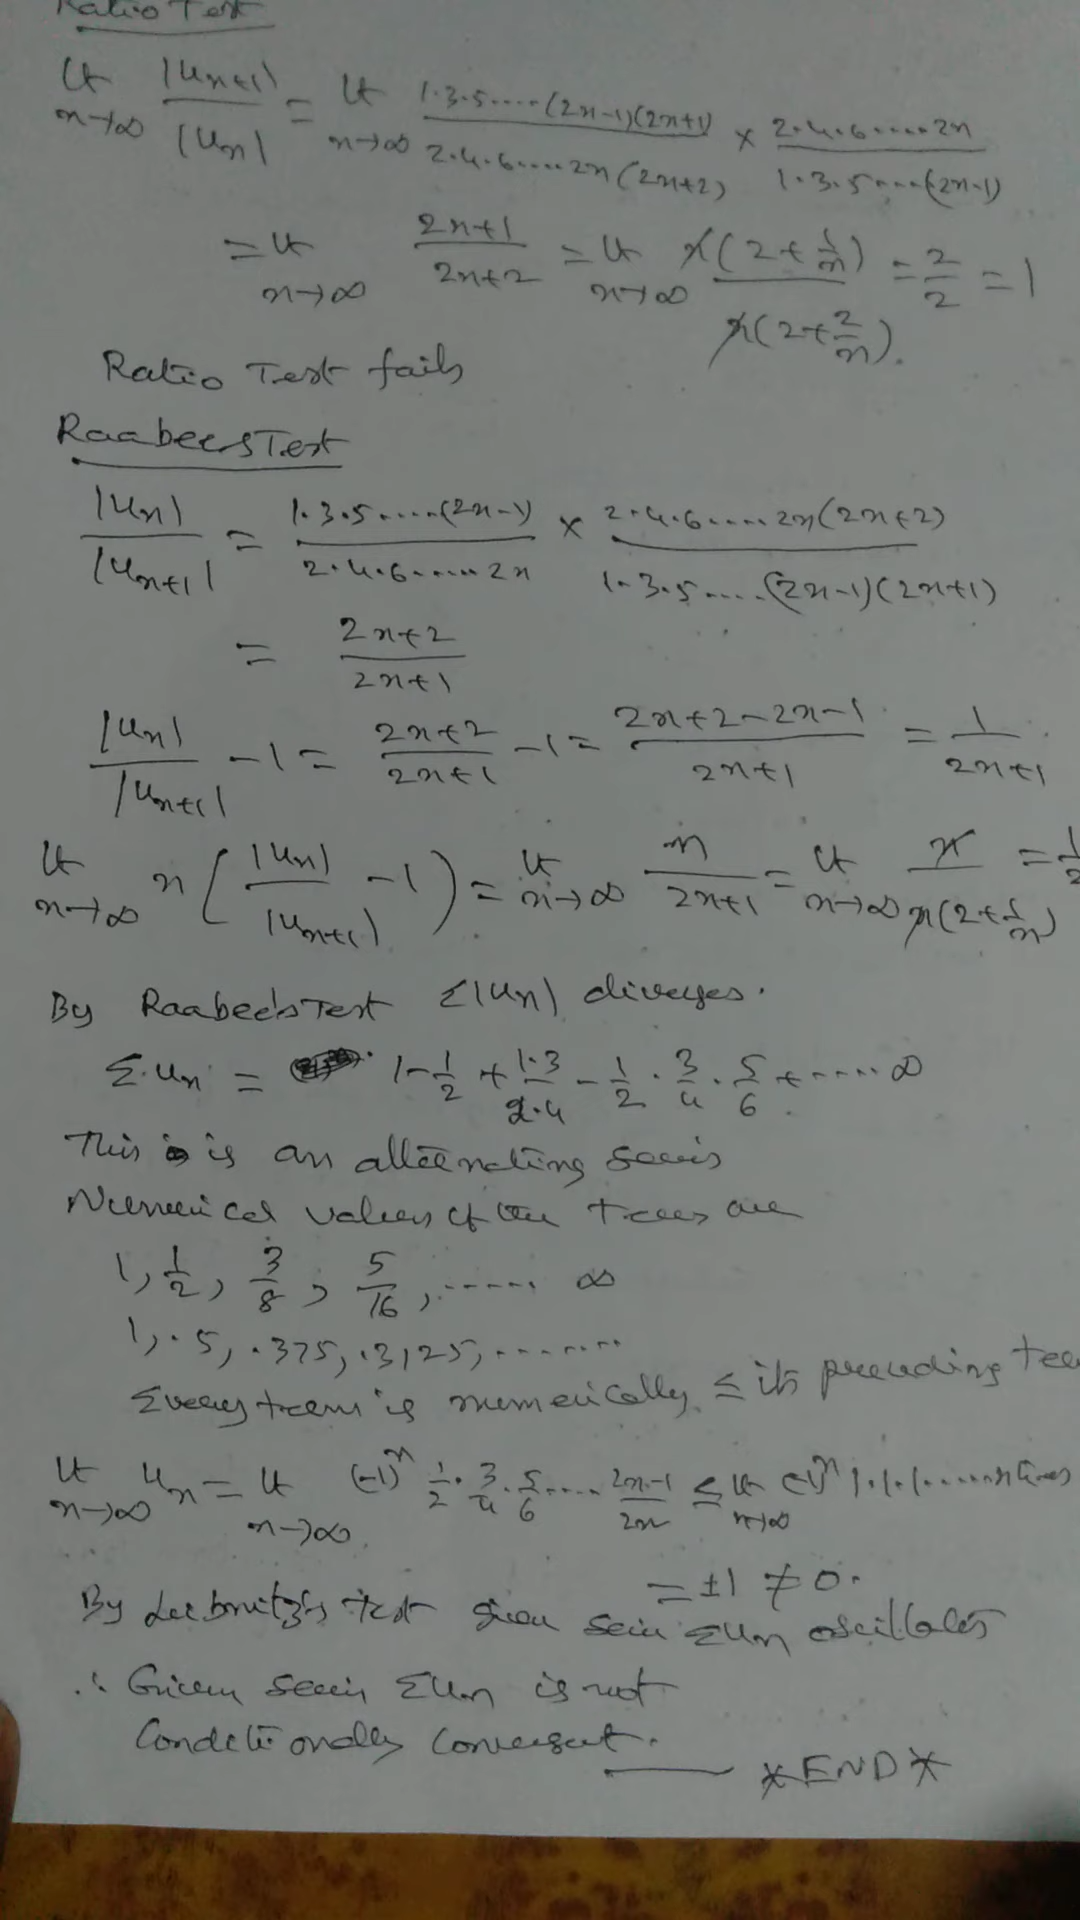 Ratio Test
Lt n→∞ |Un+1| / |Un| = Lt n→∞ 1.3.5.....(2n-1)(2n+1) / 2.4.6.....2n(2n+2) × 2.4.6.....2n / 1.3.5....(2n-1)
= Lt n→∞ 2n+1 / 2n+2 = Lt n→∞ n(2+1/n) / n(2+2/n) = 2/2 = 1
Ratio Test fails
Raabee's Test
|Un| / |Un+1| = 1.3.5.....(2n-1) / 2.4.6.....2n × 2.4.6.....2n(2n+2) / 1.3.5....(2n-1)(2n+1)
= 2n+2 / 2n+1
|Un| / |Un+1| - 1 = 2n+2 / 2n+1 - 1 = 2n+2-2n-1 / 2n+1 = 1 / 2n+1
Lt n→∞ n(|Un| / |Un+1| - 1) = Lt n→∞ n / 2n+1 = Lt n→∞ n / n(2+1/n) = 1/2
By Raabee's Test Σ|Un| diverges.
Σ Un = 1 - 1/2 + 1.3/2.4 - 1/2 . 3/4 . 5/6 + ..... ∞
This is an alternating series
Numerical values of the terms are
1, 1/2, 3/8, 5/16, ...... ∞
1, .5, .375, .3125, ........
Every term is numerically ≤ its preceding
Lt n→∞ Un = Lt n→∞ (-1)^n 1/2 . 3/4 . 5/6 .... 2n-1/2n ≤ Lt n→∞ (-1)^n 1.1.1......n times
= ±1 ≠ 0.
By Leibnitz's test given series ΣUn oscillates
∴ Given series ΣUn is not
Conditionally convergent.
*END*